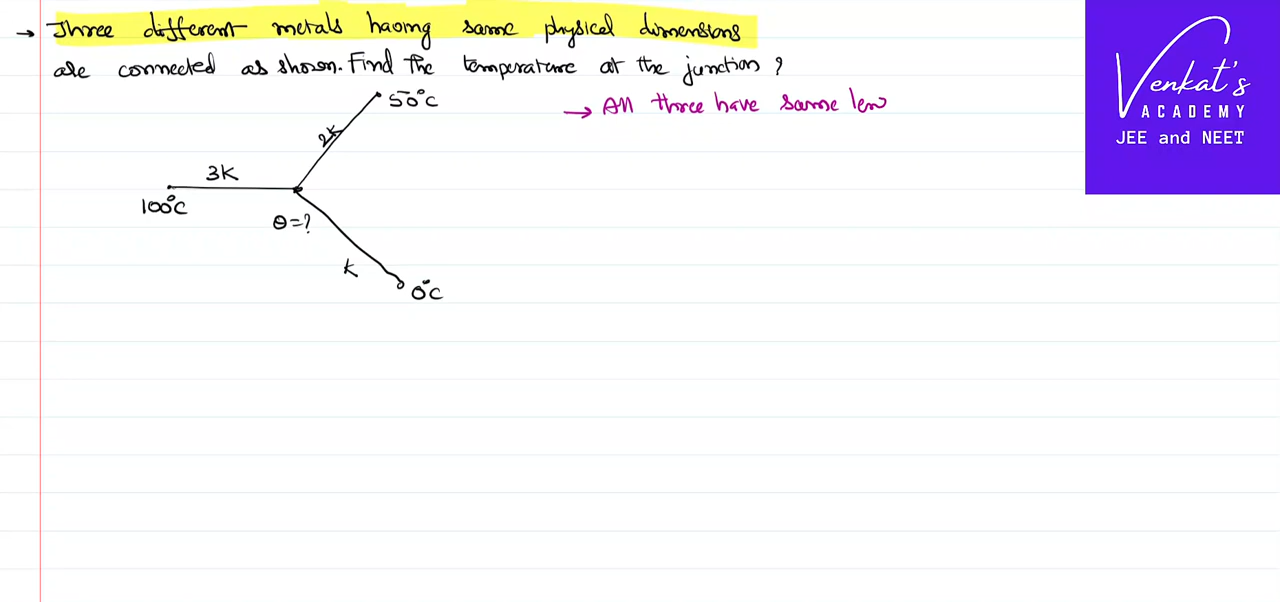 → Three different metals having same physical dimensions
are connected as shown. Find the temperature at the junction ?
→ All three have same len
50°C
2K
3K
100°C
θ=?
K
0°C
Venkat's
ACADEMY
JEE and NEET